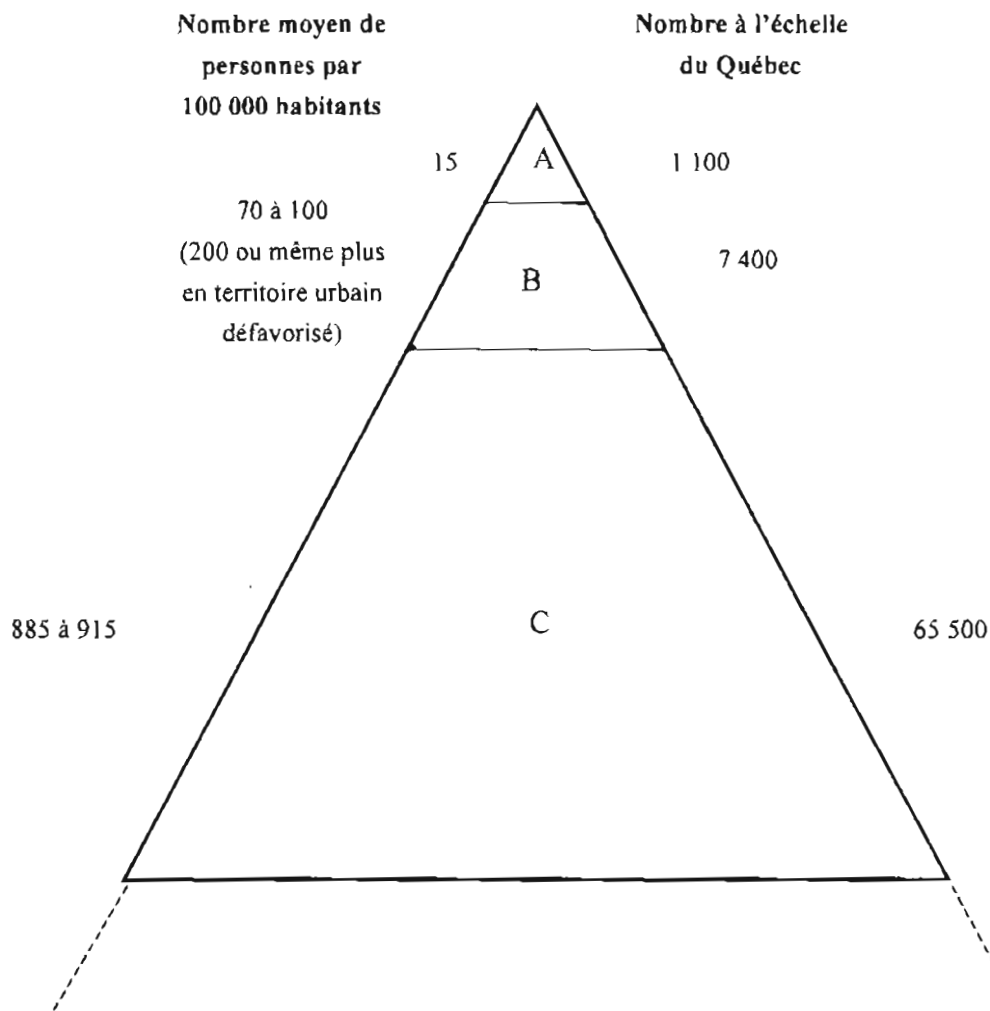 Nombre moyen de
personnes par
100 000 habitants
Nombre à l'échelle
du Québec
15
A
1 100
70 à 100
(200 ou même plus
en territoire urbain
défavorisé)
B
7 400
885 à 915
C
65 500